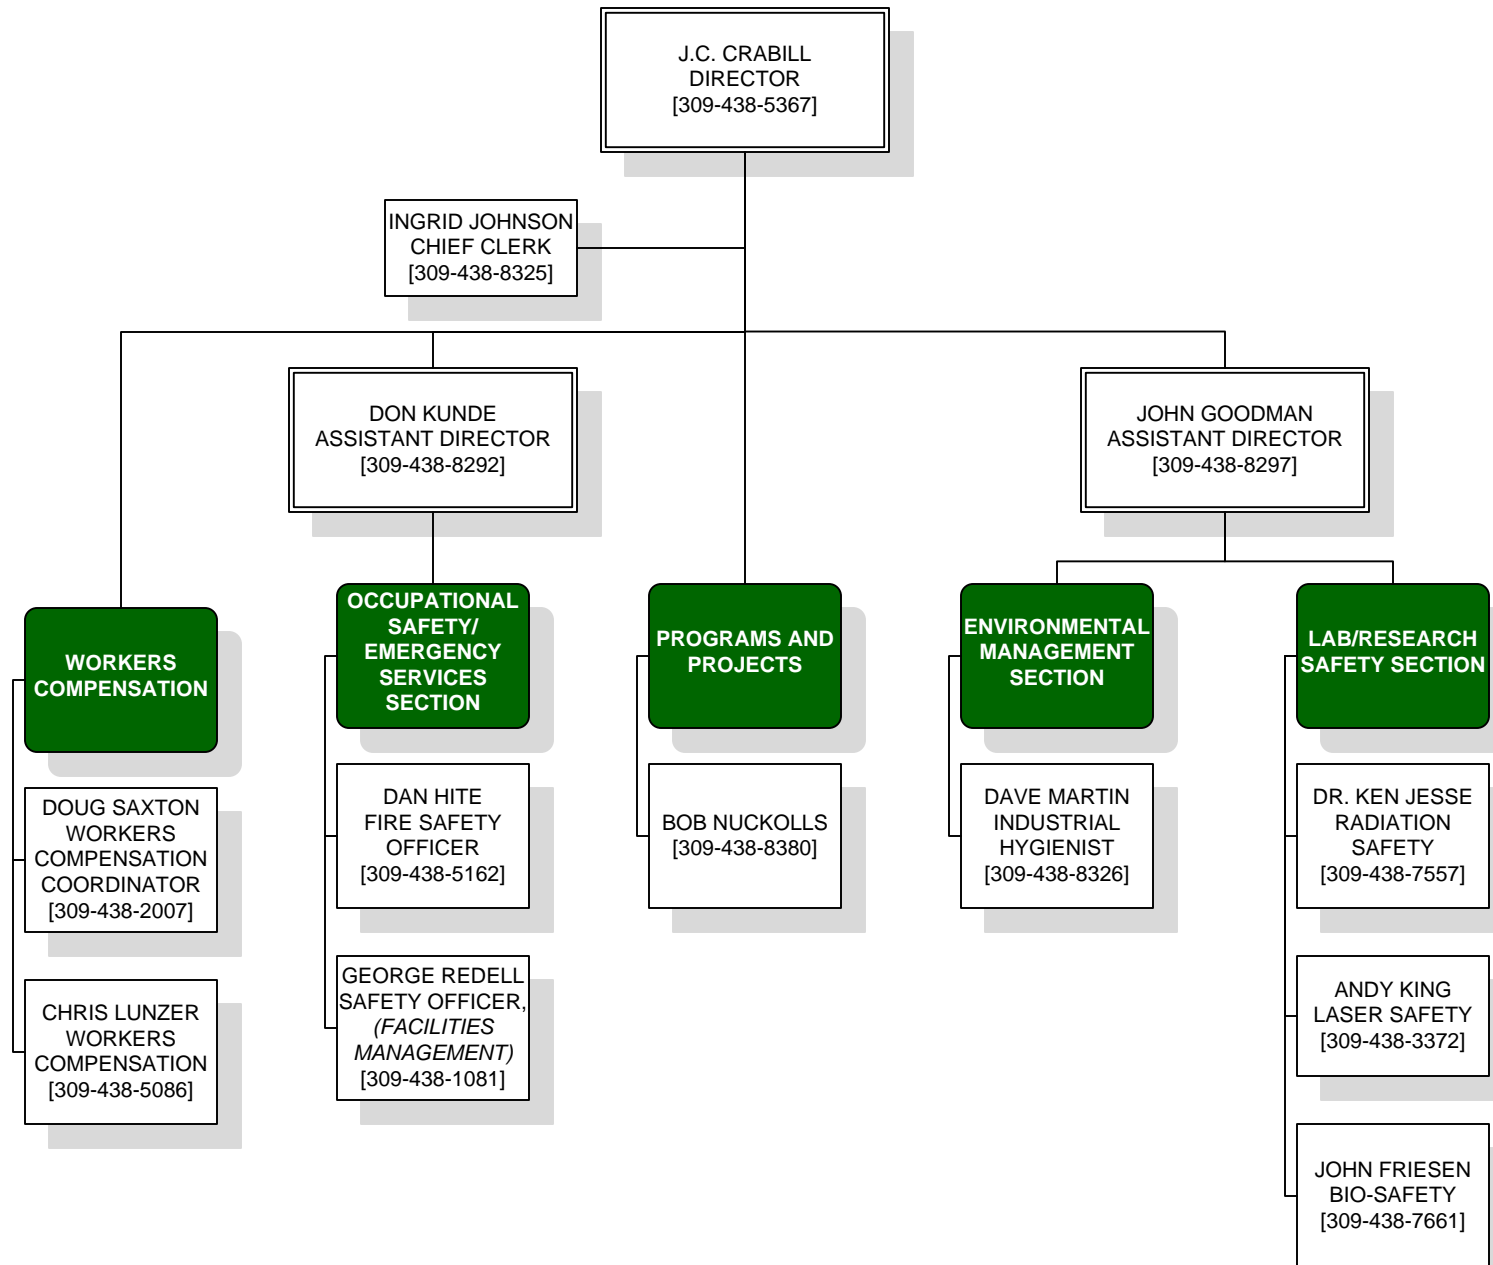 J.C. CRABILL
DIRECTOR
[309-438-5367]
INGRID JOHNSON
CHIEF CLERK
[309-438-8325]
DON KUNDE
ASSISTANT DIRECTOR
[309-438-8292]
JOHN GOODMAN
ASSISTANT DIRECTOR
[309-438-8297]
WORKERS
COMPENSATION
DOUG SAXTON
WORKERS
COMPENSATION
COORDINATOR
[309-438-2007]
CHRIS LUNZER
WORKERS
COMPENSATION
[309-438-5086]
OCCUPATIONAL
SAFETY/
EMERGENCY
SERVICES
SECTION
DAN HITE
FIRE SAFETY
OFFICER
[309-438-5162]
GEORGE REDELL
SAFETY OFFICER,
(FACILITIES
MANAGEMENT)
[309-438-1081]
PROGRAMS AND
PROJECTS
BOB NUCKOLLS
[309-438-8380]
ENVIRONMENTAL
MANAGEMENT
SECTION
DAVE MARTIN
INDUSTRIAL
HYGIENIST
[309-438-8326]
LAB/RESEARCH
SAFETY SECTION
DR. KEN JESSE
RADIATION
SAFETY
[309-438-7557]
ANDY KING
LASER SAFETY
[309-438-3372]
JOHN FRIESEN
BIO-SAFETY
[309-438-7661]